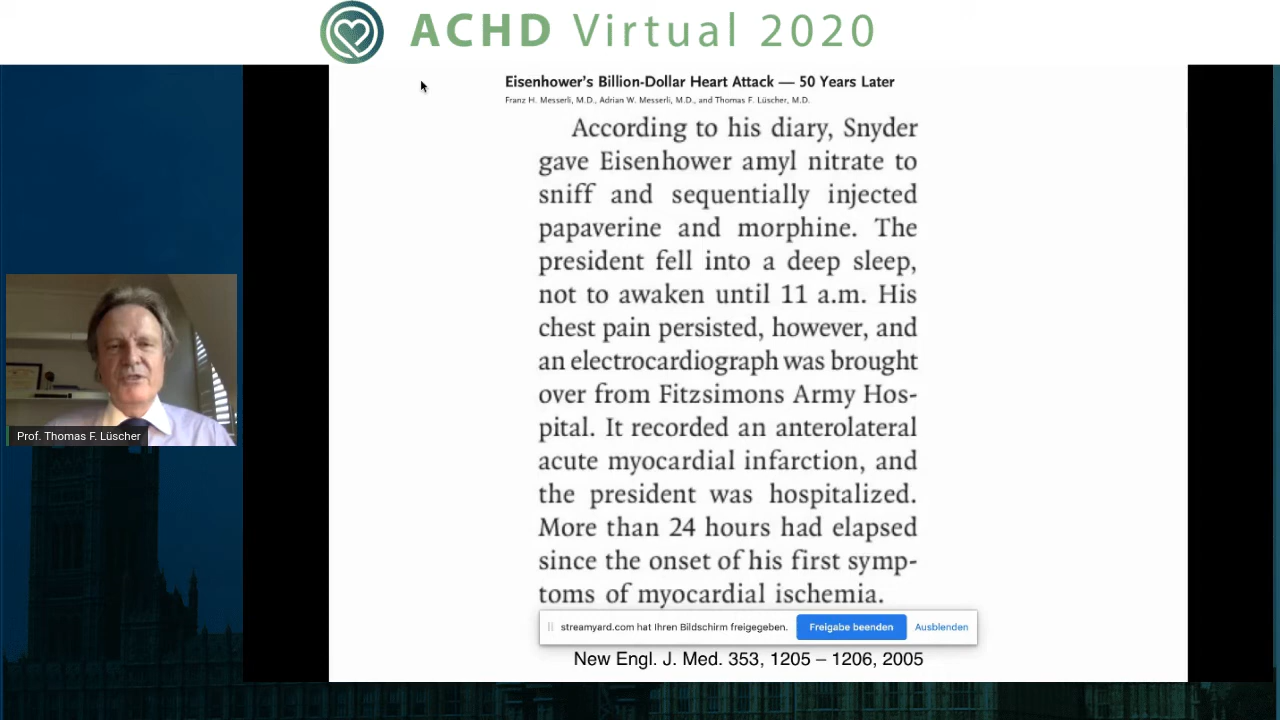 ACHD Virtual 2020
Eisenhower's Billion-Dollar Heart Attack — 50 Years Later
Franz H. Messerli, M.D., Adrian W. Messerli, M.D., and Thomas F. Lüscher, M.D.
According to his diary, Snyder
gave Eisenhower amyl nitrate to
sniff and sequentially injected
papaverine and morphine. The
president fell into a deep sleep,
not to awaken until 11 a.m. His
chest pain persisted, however, and
an electrocardiograph was brought
over from Fitzsimons Army Hos-
pital. It recorded an anterolateral
acute myocardial infarction, and
the president was hospitalized.
More than 24 hours had elapsed
since the onset of his first symp-
toms of myocardial ischemia.
streamyard.com hat Ihren Bildschirm freigegeben. Freigabe beenden Ausblenden
New Engl. J. Med. 353, 1205 – 1206, 2005
Prof. Thomas F. Lüscher